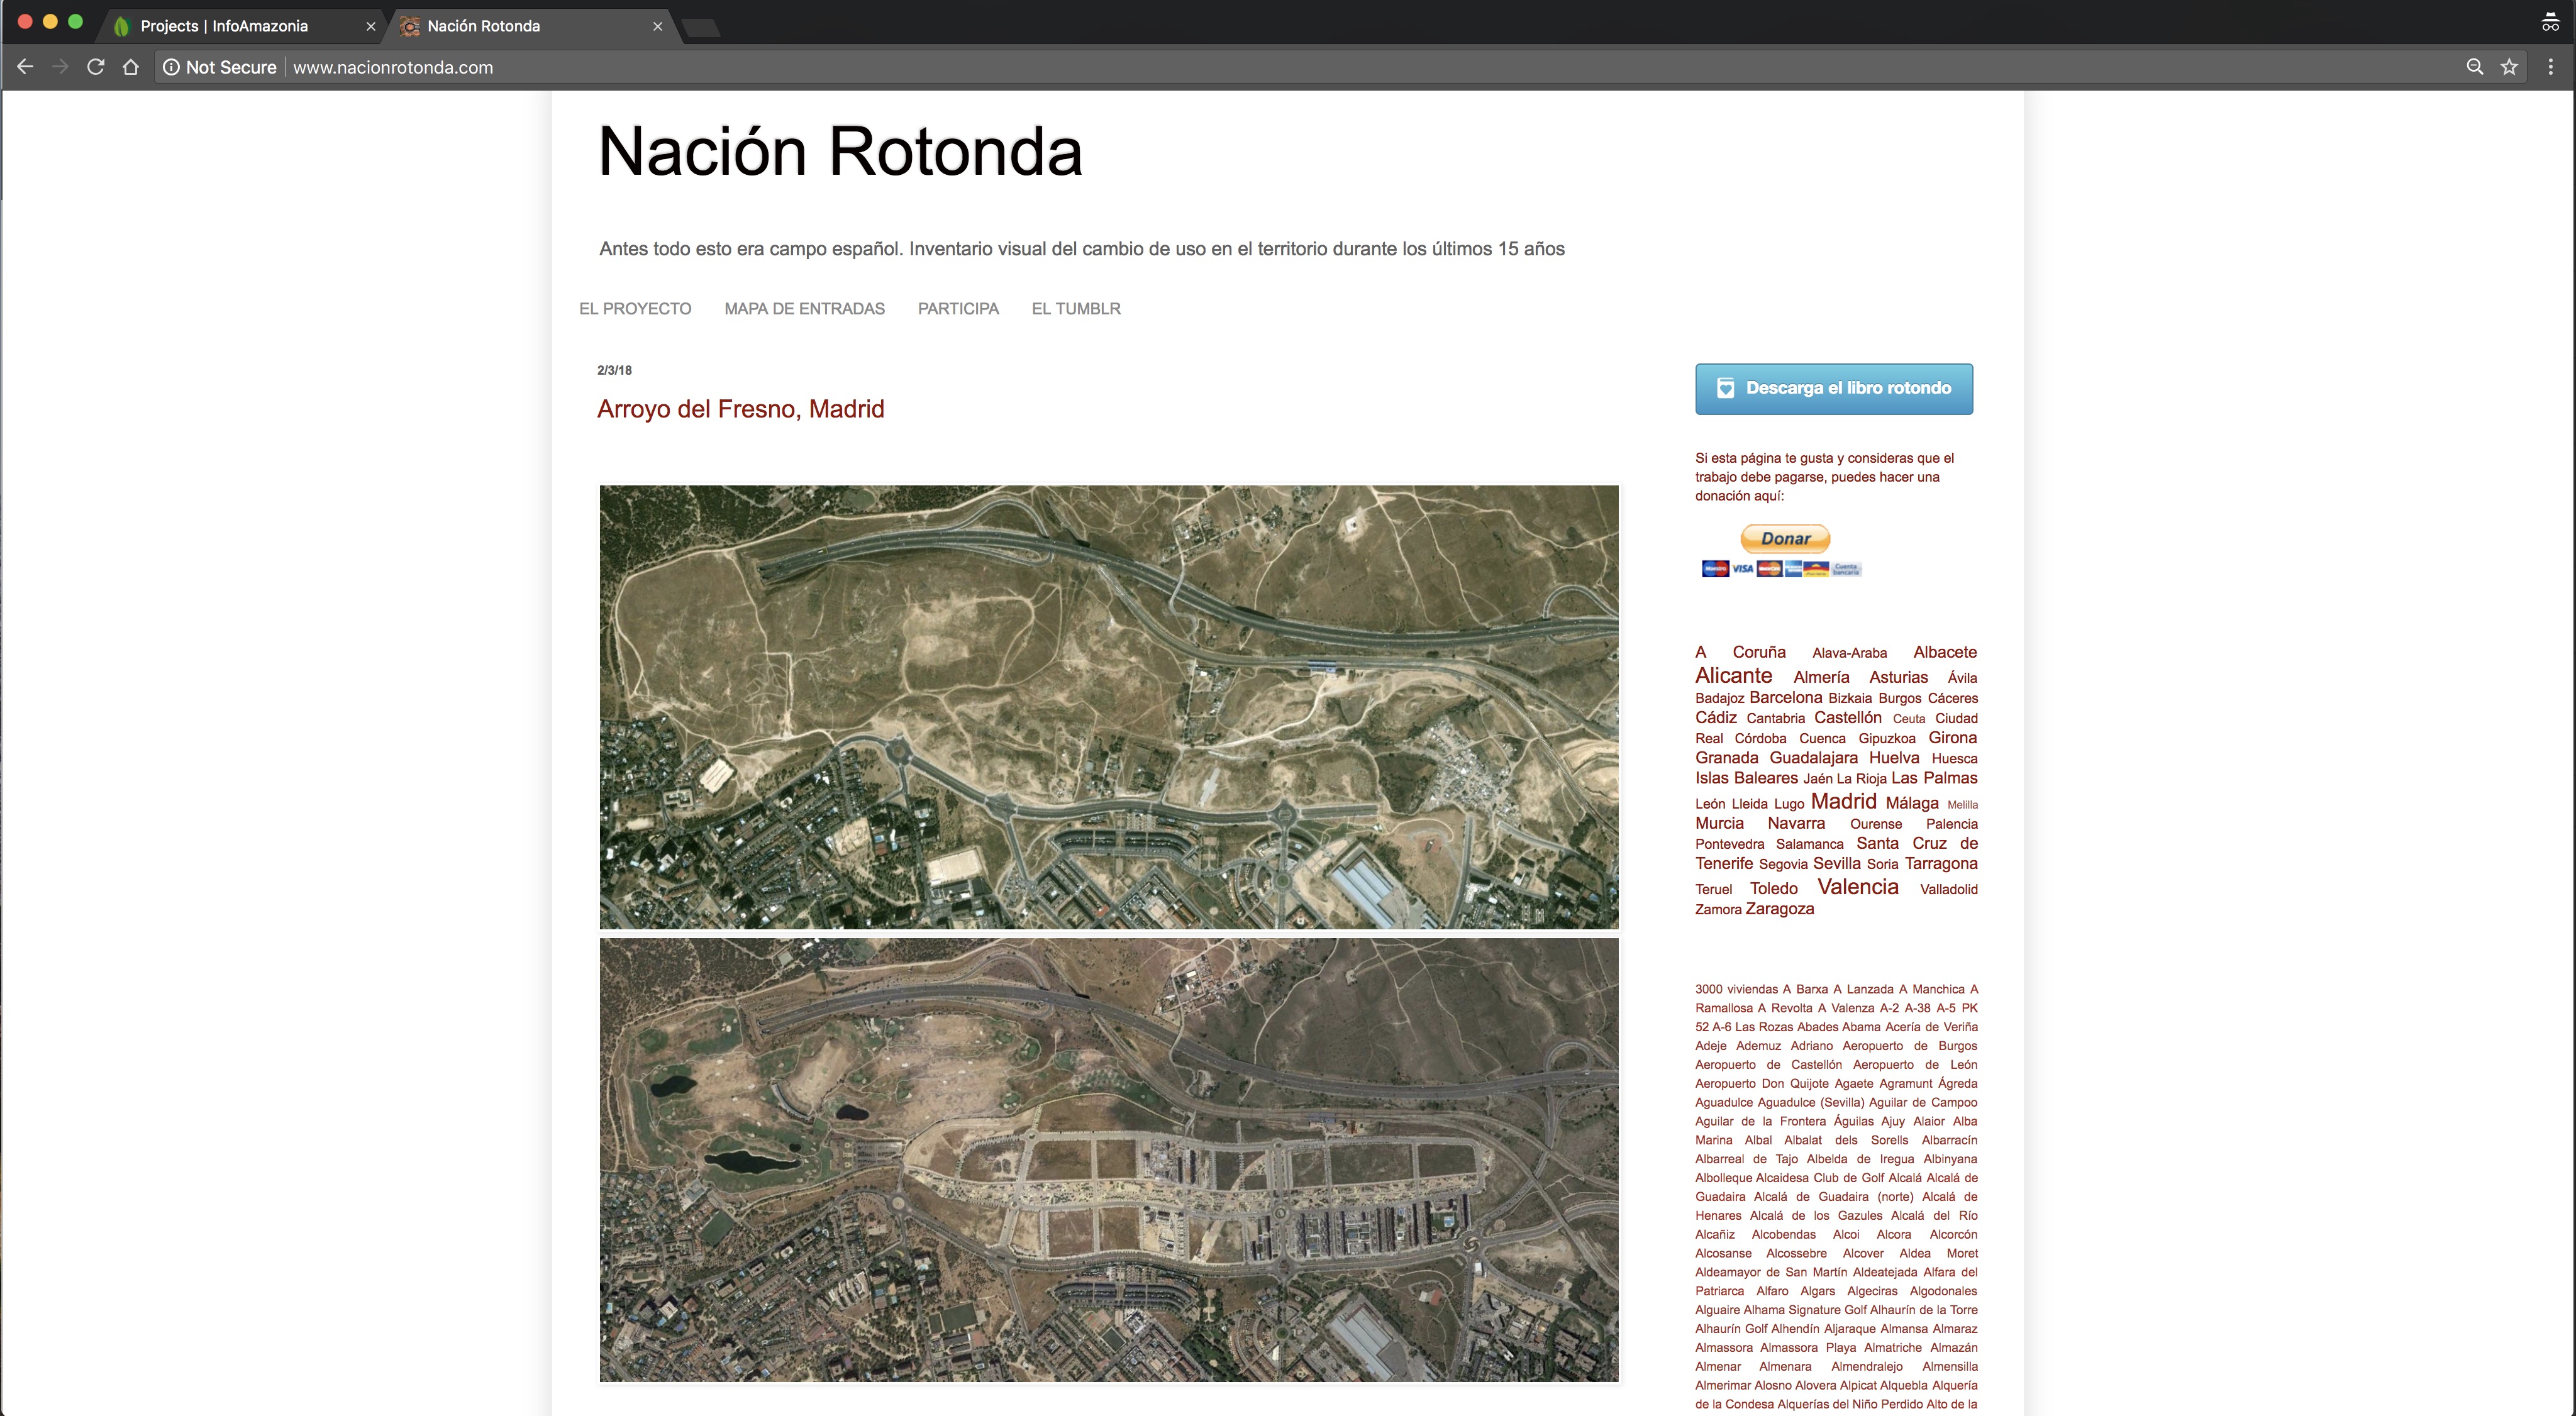 Projects | InfoAmazonia
Nación Rotonda
Not Secure
www.nacionrotonda.com
Nación Rotonda
Antes todo esto era campo español. Inventario visual del cambio de uso en el territorio durante los últimos 15 años
EL PROYECTO MAPA DE ENTRADAS PARTICIPA EL TUMBLR
2/3/18
Arroyo del Fresno, Madrid
Descarga el libro rotondo
Si esta página te gusta y consideras que el
trabajo debe pagarse, puedes hacer una
donación aquí:
Donar
VISA
Cuenta
bancaria
A Coruña Alava-Araba Albacete
Alicante Almería Asturias Ávila
Badajoz Barcelona Bizkaia Burgos Cáceres
Cádiz Cantabria Castellón Ceuta Ciudad
Real Córdoba Cuenca Gipuzkoa Girona
Granada Guadalajara Huelva Huesca
Islas Baleares Jaén La Rioja Las Palmas
León Lleida Lugo Madrid Málaga Melilla
Murcia Navarra Ourense Palencia
Pontevedra Salamanca Santa Cruz de
Tenerife Segovia Sevilla Soria Tarragona
Teruel Toledo Valencia Valladolid
Zamora Zaragoza
3000 viviendas A Barxa A Lanzada A Manchica A
Ramallosa A Revolta A Valenza A-2 A-38 A-5 PK
52 A-6 Las Rozas Abades Abama Acería de Veriña
Adeje Ademuz Adriano Aeropuerto de Burgos
Aeropuerto de Castellón Aeropuerto de León
Aeropuerto Don Quijote Agaete Agramunt Ágreda
Aguadulce Aguadulce (Sevilla) Aguilar de Campoo
Aguilar de la Frontera Águilas Ajuy Alaior Alba
Marina Albal Albalat dels Sorells Albarracín
Albarreal de Tajo Albelda de Iregua Albinyana
Albolleque Alcaidesa Club de Golf Alcalá Alcalá de
Guadaira Alcalá de Guadaira (norte) Alcalá de
Henares Alcalá de los Gazules Alcalá del Río
Alcañiz Alcobendas Alcoi Alcora Alcorcón
Alcosanse Alcossebre Alcover Aldea Moret
Aldeamayor de San Martín Aldeatejada Alfara del
Patriarca Alfaro Algars Algeciras Algodonales
Alguaire Alhama Signature Golf Alhaurín de la Torre
Alhaurín Golf Alhendín Aljaraque Almansa Almaraz
Almassora Almassora Playa Almatriche Almazán
Almenar Almenara Almendralejo Almensilla
Almerimar Alosno Alovera Alpicat Alquebla Alquería
de la Condesa Alquerías del Niño Perdido Alto de la